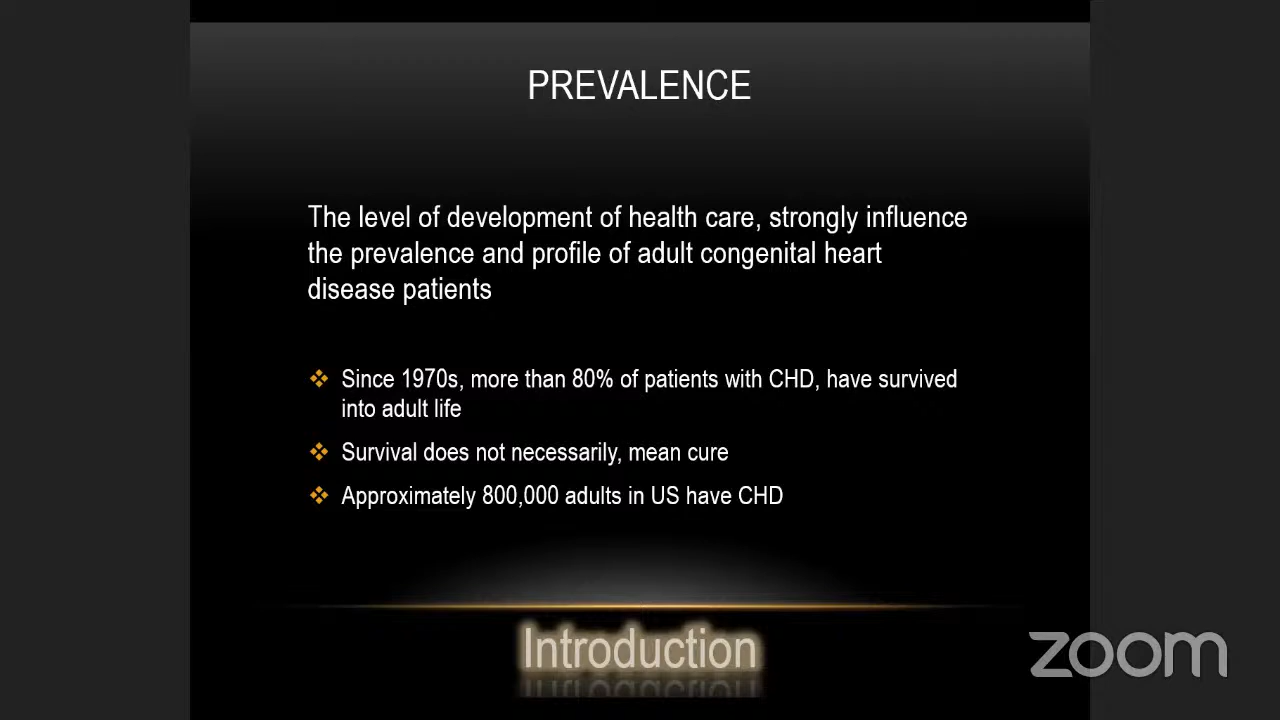 PREVALENCE
The level of development of health care, strongly influence
the prevalence and profile of adult congenital heart
disease patients
Since 1970s, more than 80% of patients with CHD, have survived
into adult life
Survival does not necessarily, mean cure
Approximately 800,000 adults in US have CHD
Introduction
zoom